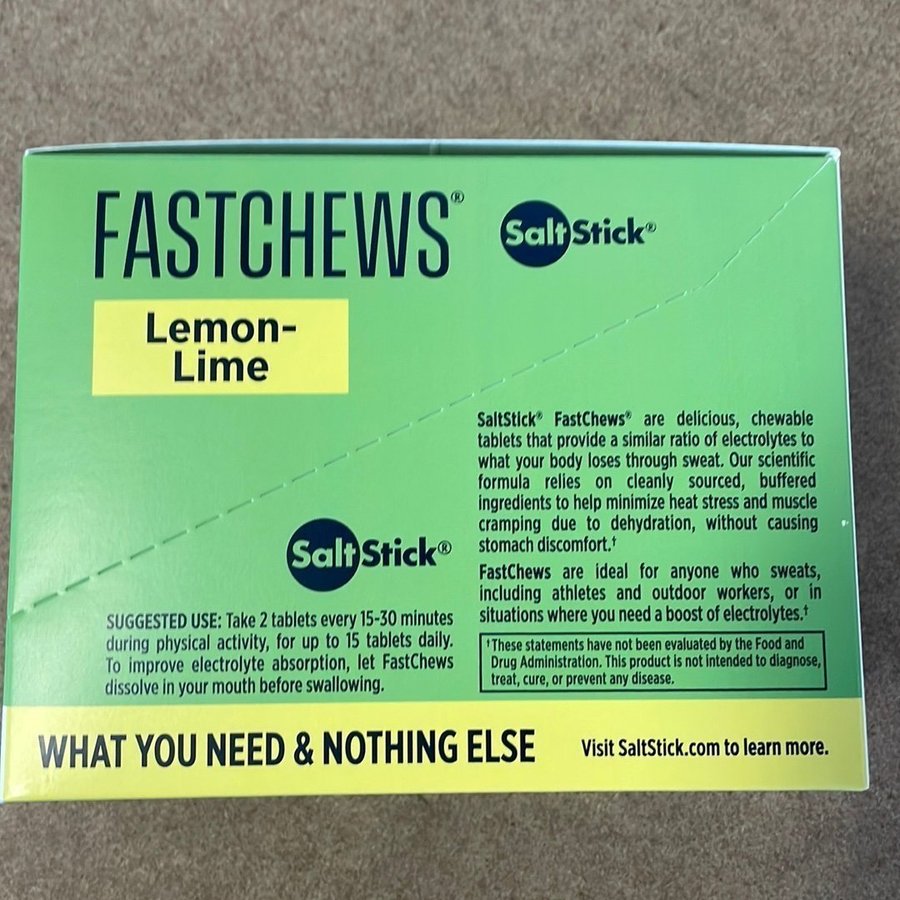 FASTCHEWS®
SaltStick®
Lemon-
Lime
SaltStick® FastChews® are delicious, chewable
tablets that provide a similar ratio of electrolytes to
what your body loses through sweat. Our scientific
formula relies on cleanly sourced, buffered
ingredients to help minimize heat stress and muscle
cramping due to dehydration, without causing
stomach discomfort.†
FastChews are ideal for anyone who sweats,
including athletes and outdoor workers, or in
situations where you need a boost of electrolytes.†
†These statements have not been evaluated by the Food and
Drug Administration. This product is not intended to diagnose,
treat, cure, or prevent any disease.
SaltStick®
SUGGESTED USE: Take 2 tablets every 15-30 minutes
during physical activity, for up to 15 tablets daily.
To improve electrolyte absorption, let FastChews
dissolve in your mouth before swallowing.
WHAT YOU NEED & NOTHING ELSE
Visit SaltStick.com to learn more.